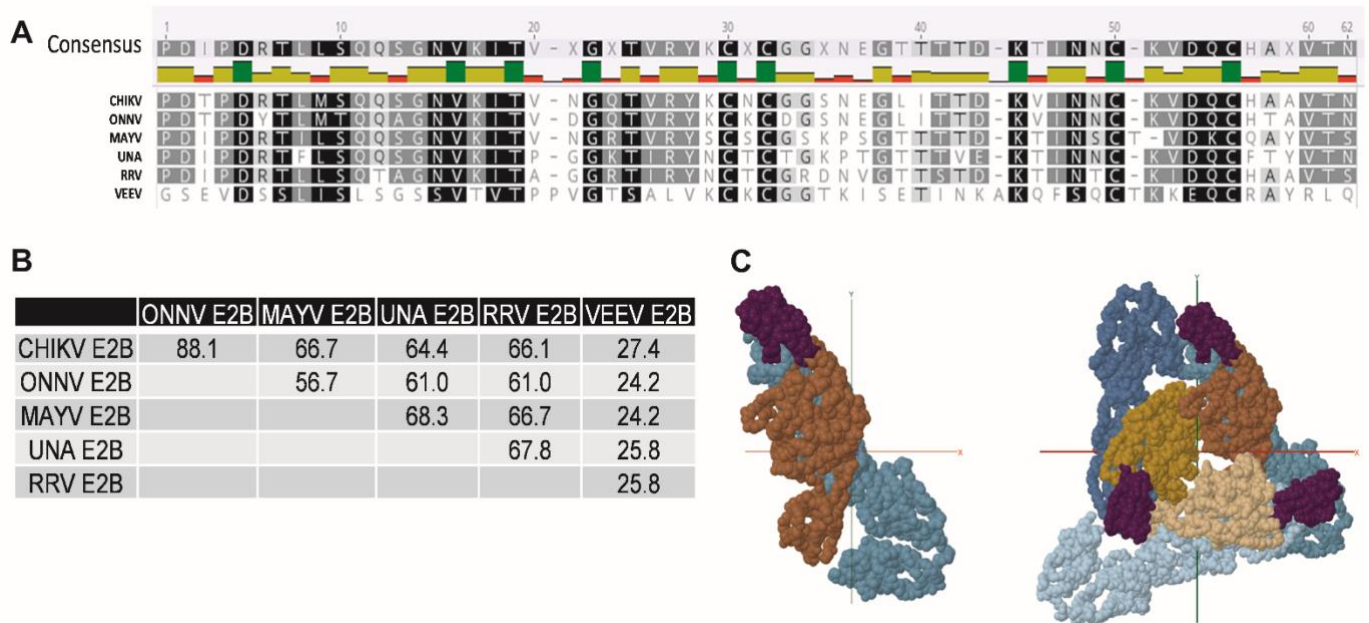 A
1 10 20 30 40 50 60 62
Consensus P D I P D R T L L S Q Q S G N V K I T V - X G X T V R Y K C X C G G X N E G T T T T D - K T I N N C - K V D Q C H A X V T N
CHIKV P D T P D R T L M S Q Q S G N V K I T V - N G Q T V R Y K C N C G G S N E G L I T T D - K V I N N C - K V D Q C H A A V T N
ONNV P D T P D Y T L M T Q Q A G N V K I T V - D G Q T V R Y K C K C D G S N E G L I T T D - K T I N N C - K V D Q C H T A V T N
MAYV P D I P D R T L L S Q Q S G N V K I T V - N G R T V R Y S C S C G S K P S G T T T T D - K T I N S C T - V D K C Q A Y V T S
UNA P D I P D R T F L S Q Q S G N V K I T P - G G K T I R Y N C T C T G K P T G T T T V E - K T I N N C - K V D Q C F T Y V T N
RRV P D I P D R T L L S Q T A G N V K I T A - G G R T I R Y N C T C G R D N V G T T S T D - K T I N T C - K I D Q C H A A V T S
VEEV G S E V D S S L I S L S G S S V T V T P P V G T S A L V K C K C G G T K I S E T I N K A K Q F S Q C T K K E Q C R A Y R L Q
B
ONNV E2B MAYV E2B UNA E2B RRV E2B VEEV E2B
CHIKV E2B 88.1 66.7 64.4 66.1 27.4
ONNV E2B 56.7 61.0 61.0 24.2
MAYV E2B 68.3 66.7 24.2
UNA E2B 67.8 25.8
RRV E2B 25.8
C
Y
X
Y
X